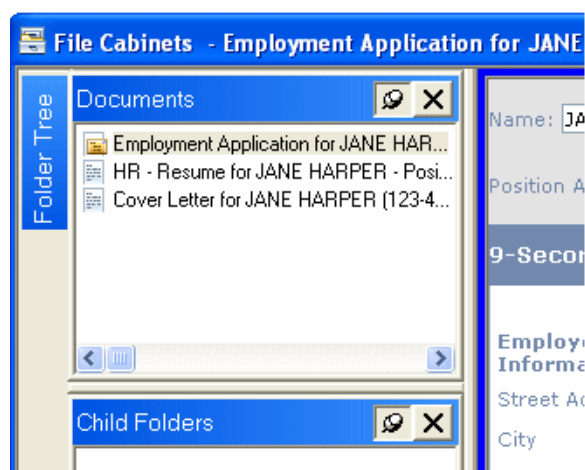 File Cabinets - Employment Application for JANE
Folder Tree
Documents
Employment Application for JANE HAR...
HR - Resume for JANE HARPER - Posi...
Cover Letter for JANE HARPER (123-4...
Child Folders
Name: JA
Position A
9-Secon
Employe
Informa
Street Ad
City